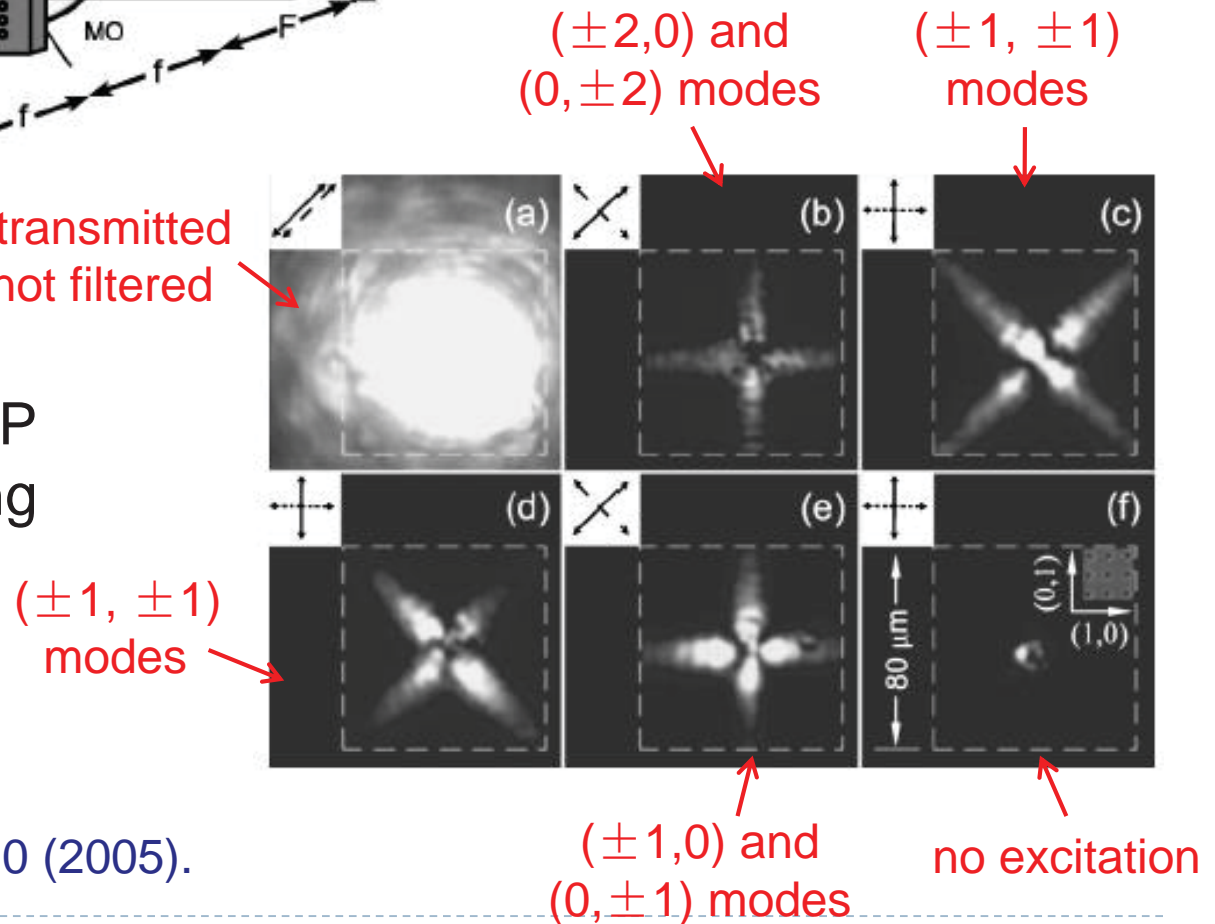 MO
f
f
F
(±2,0) and
(0,±2) modes
(±1, ±1)
modes
transmitted
not filtered
(a)
(b)
(c)
P
(d)
(e)
(f)
(0,1)
(1,0)
80 μm
(±1, ±1)
modes
0 (2005).
(±1,0) and
(0,±1) modes
no excitation